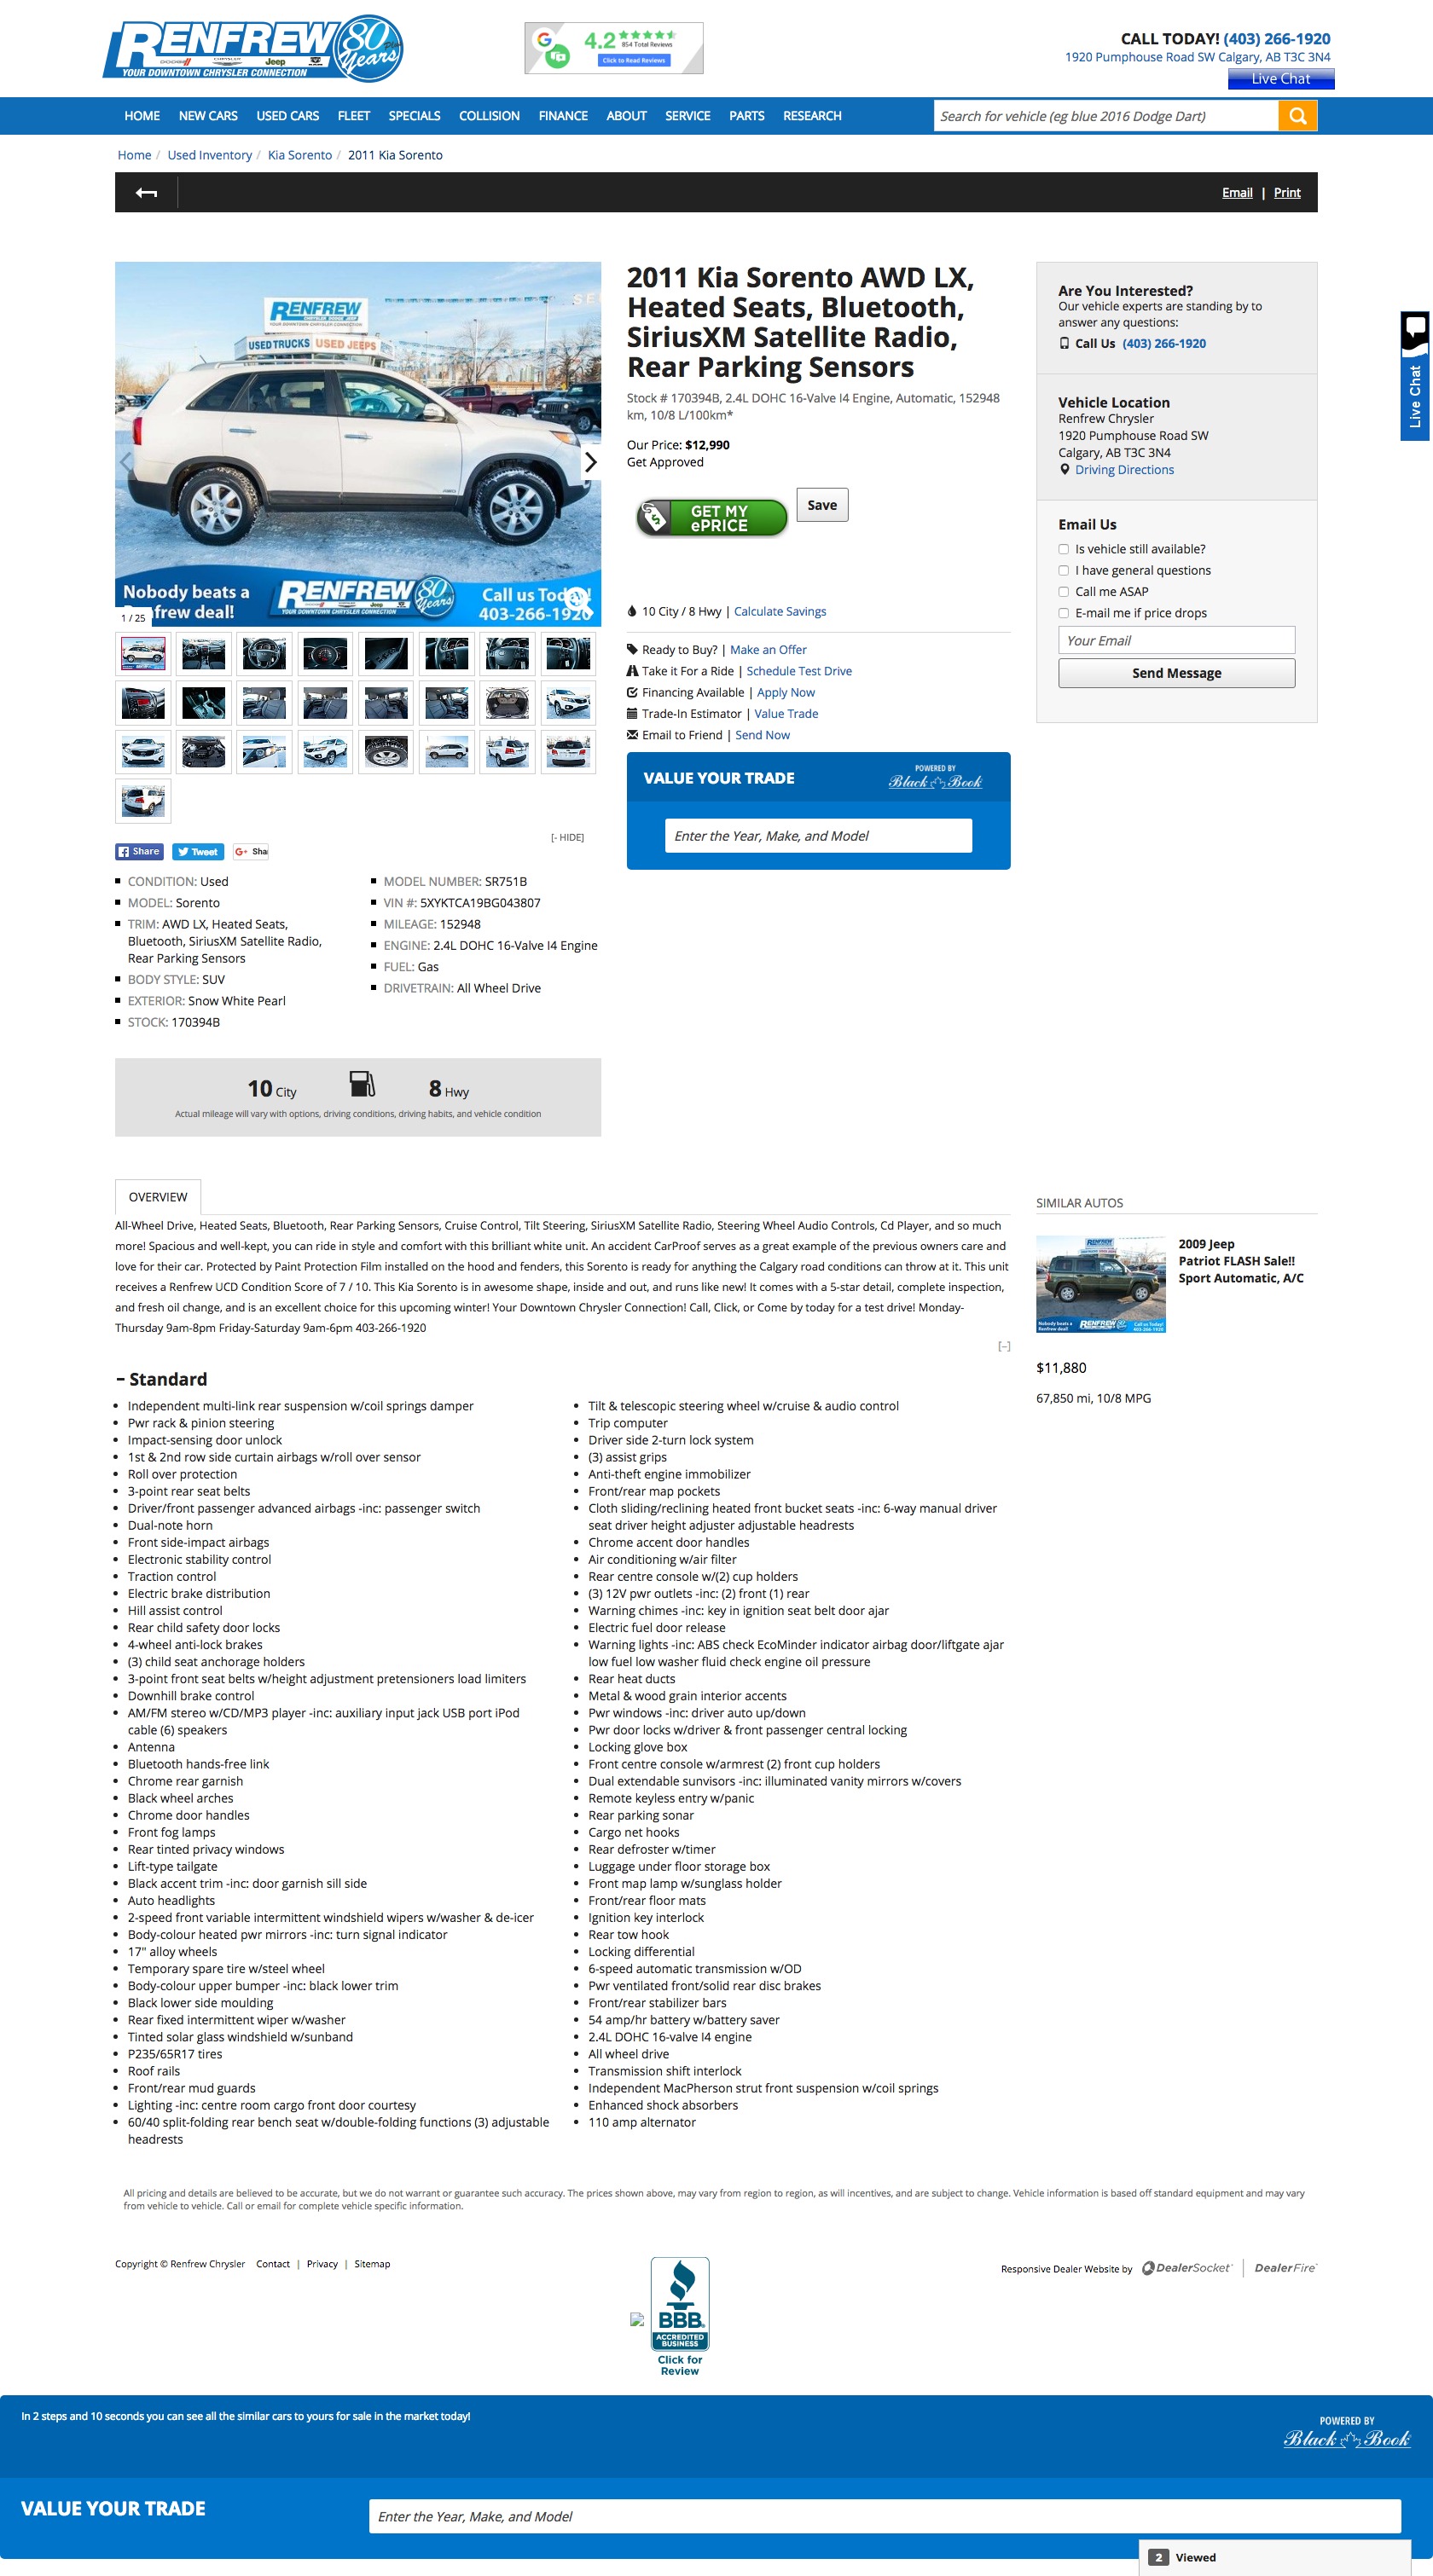 RENFREW 80 plus Years
DODGE CHRYSLER Jeep RAM
YOUR DOWNTOWN CHRYSLER CONNECTION!
4.2
854 Total Reviews
Click to Read Reviews
CALL TODAY! (403) 266-1920
1920 Pumphouse Road SW Calgary, AB T3C 3N4
Live Chat
HOME NEW CARS USED CARS FLEET SPECIALS COLLISION FINANCE ABOUT SERVICE PARTS RESEARCH
Search for vehicle (eg blue 2016 Dodge Dart)
Home / Used Inventory / Kia Sorento / 2011 Kia Sorento
Email | Print
RENFREW
YOUR DOWNTOWN CHRYSLER CONNECTION
USED TRUCKS USED JEEPS
Nobody beats a
Renfrew deal!
RENFREW 80 Years
YOUR DOWNTOWN CHRYSLER CONNECTION!
Call us Today!
403-266-1920
1 / 25
2011 Kia Sorento AWD LX,
Heated Seats, Bluetooth,
SiriusXM Satellite Radio,
Rear Parking Sensors
Stock # 170394B, 2.4L DOHC 16-Valve I4 Engine, Automatic, 152948
km, 10/8 L/100km*
Our Price: $12,990
Get Approved
GET MY
ePRICE
Save
10 City / 8 Hwy | Calculate Savings
Ready to Buy? | Make an Offer
Take it For a Ride | Schedule Test Drive
Financing Available | Apply Now
Trade-In Estimator | Value Trade
Email to Friend | Send Now
VALUE YOUR TRADE
POWERED BY
Black Book
Enter the Year, Make, and Model
Are You Interested?
Our vehicle experts are standing by to
answer any questions:
Call Us (403) 266-1920
Vehicle Location
Renfrew Chrysler
1920 Pumphouse Road SW
Calgary, AB T3C 3N4
Driving Directions
Email Us
Is vehicle still available?
I have general questions
Call me ASAP
E-mail me if price drops
Your Email
Send Message
Live Chat
[- HIDE]
Share Tweet G+ Shar
CONDITION: Used
MODEL: Sorento
TRIM: AWD LX, Heated Seats,
Bluetooth, SiriusXM Satellite Radio,
Rear Parking Sensors
BODY STYLE: SUV
EXTERIOR: Snow White Pearl
STOCK: 170394B
MODEL NUMBER: SR751B
VIN #: 5XYKTCA19BG043807
MILEAGE: 152948
ENGINE: 2.4L DOHC 16-Valve I4 Engine
FUEL: Gas
DRIVETRAIN: All Wheel Drive
10 City 8 Hwy
Actual mileage will vary with options, driving conditions, driving habits, and vehicle condition
OVERVIEW
All-Wheel Drive, Heated Seats, Bluetooth, Rear Parking Sensors, Cruise Control, Tilt Steering, SiriusXM Satellite Radio, Steering Wheel Audio Controls, Cd Player, and so much
more! Spacious and well-kept, you can ride in style and comfort with this brilliant white unit. An accident CarProof serves as a great example of the previous owners care and
love for their car. Protected by Paint Protection Film installed on the hood and fenders, this Sorento is ready for anything the Calgary road conditions can throw at it. This unit
receives a Renfrew UCD Condition Score of 7 / 10. This Kia Sorento is in awesome shape, inside and out, and runs like new! It comes with a 5-star detail, complete inspection,
and fresh oil change, and is an excellent choice for this upcoming winter! Your Downtown Chrysler Connection! Call, Click, or Come by today for a test drive! Monday-
Thursday 9am-8pm Friday-Saturday 9am-6pm 403-266-1920
[-]
SIMILAR AUTOS
2009 Jeep
Patriot FLASH Sale!!
Sport Automatic, A/C
$11,880
67,850 mi, 10/8 MPG
– Standard
Independent multi-link rear suspension w/coil springs damper
Pwr rack & pinion steering
Impact-sensing door unlock
1st & 2nd row side curtain airbags w/roll over sensor
Roll over protection
3-point rear seat belts
Driver/front passenger advanced airbags -inc: passenger switch
Dual-note horn
Front side-impact airbags
Electronic stability control
Traction control
Electric brake distribution
Hill assist control
Rear child safety door locks
4-wheel anti-lock brakes
(3) child seat anchorage holders
3-point front seat belts w/height adjustment pretensioners load limiters
Downhill brake control
AM/FM stereo w/CD/MP3 player -inc: auxiliary input jack USB port iPod
cable (6) speakers
Antenna
Bluetooth hands-free link
Chrome rear garnish
Black wheel arches
Chrome door handles
Front fog lamps
Rear tinted privacy windows
Lift-type tailgate
Black accent trim -inc: door garnish sill side
Auto headlights
2-speed front variable intermittent windshield wipers w/washer & de-icer
Body-colour heated pwr mirrors -inc: turn signal indicator
17" alloy wheels
Temporary spare tire w/steel wheel
Body-colour upper bumper -inc: black lower trim
Black lower side moulding
Rear fixed intermittent wiper w/washer
Tinted solar glass windshield w/sunband
P235/65R17 tires
Roof rails
Front/rear mud guards
Lighting -inc: centre room cargo front door courtesy
60/40 split-folding rear bench seat w/double-folding functions (3) adjustable
headrests
Tilt & telescopic steering wheel w/cruise & audio control
Trip computer
Driver side 2-turn lock system
(3) assist grips
Anti-theft engine immobilizer
Front/rear map pockets
Cloth sliding/reclining heated front bucket seats -inc: 6-way manual driver
seat driver height adjuster adjustable headrests
Chrome accent door handles
Air conditioning w/air filter
Rear centre console w/(2) cup holders
(3) 12V pwr outlets -inc: (2) front (1) rear
Warning chimes -inc: key in ignition seat belt door ajar
Electric fuel door release
Warning lights -inc: ABS check EcoMinder indicator airbag door/liftgate ajar
low fuel low washer fluid check engine oil pressure
Rear heat ducts
Metal & wood grain interior accents
Pwr windows -inc: driver auto up/down
Pwr door locks w/driver & front passenger central locking
Locking glove box
Front centre console w/armrest (2) front cup holders
Dual extendable sunvisors -inc: illuminated vanity mirrors w/covers
Remote keyless entry w/panic
Rear parking sonar
Cargo net hooks
Rear defroster w/timer
Luggage under floor storage box
Front map lamp w/sunglass holder
Front/rear floor mats
Ignition key interlock
Rear tow hook
Locking differential
6-speed automatic transmission w/OD
Pwr ventilated front/solid rear disc brakes
Front/rear stabilizer bars
54 amp/hr battery w/battery saver
2.4L DOHC 16-valve I4 engine
All wheel drive
Transmission shift interlock
Independent MacPherson strut front suspension w/coil springs
Enhanced shock absorbers
110 amp alternator
All pricing and details are believed to be accurate, but we do not warrant or guarantee such accuracy. The prices shown above, may vary from region to region, as will incentives, and are subject to change. Vehicle information is based off standard equipment and may vary
from vehicle to vehicle. Call or email for complete vehicle specific information.
Copyright © Renfrew Chrysler Contact | Privacy | Sitemap
BBB
ACCREDITED
BUSINESS
Click for
Review
Responsive Dealer Website by DealerSocket | DealerFire
In 2 steps and 10 seconds you can see all the similar cars to yours for sale in the market today!
POWERED BY
Black Book
VALUE YOUR TRADE
Enter the Year, Make, and Model
2 Viewed